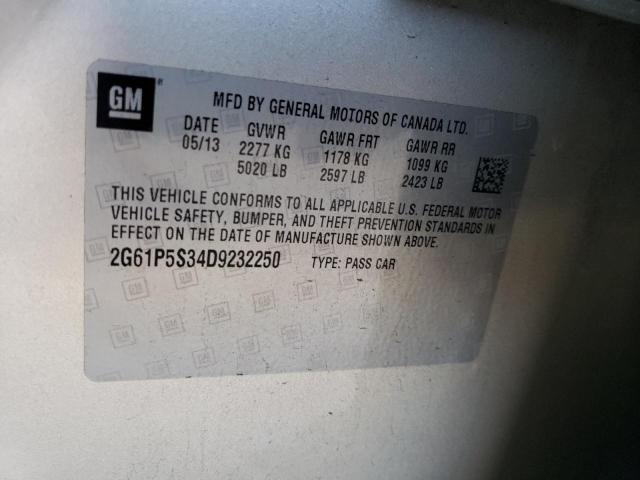 GM
MFD BY GENERAL MOTORS OF CANADA LTD.
DATE GVWR GAWR FRT GAWR RR
05/13 2277 KG 1178 KG 1099 KG
5020 LB 2597 LB 2423 LB
THIS VEHICLE CONFORMS TO ALL APPLICABLE U.S. FEDERAL MOTOR
VEHICLE SAFETY, BUMPER, AND THEFT PREVENTION STANDARDS IN
EFFECT ON THE DATE OF MANUFACTURE SHOWN ABOVE.
2G61P5S34D9232250 TYPE: PASS CAR